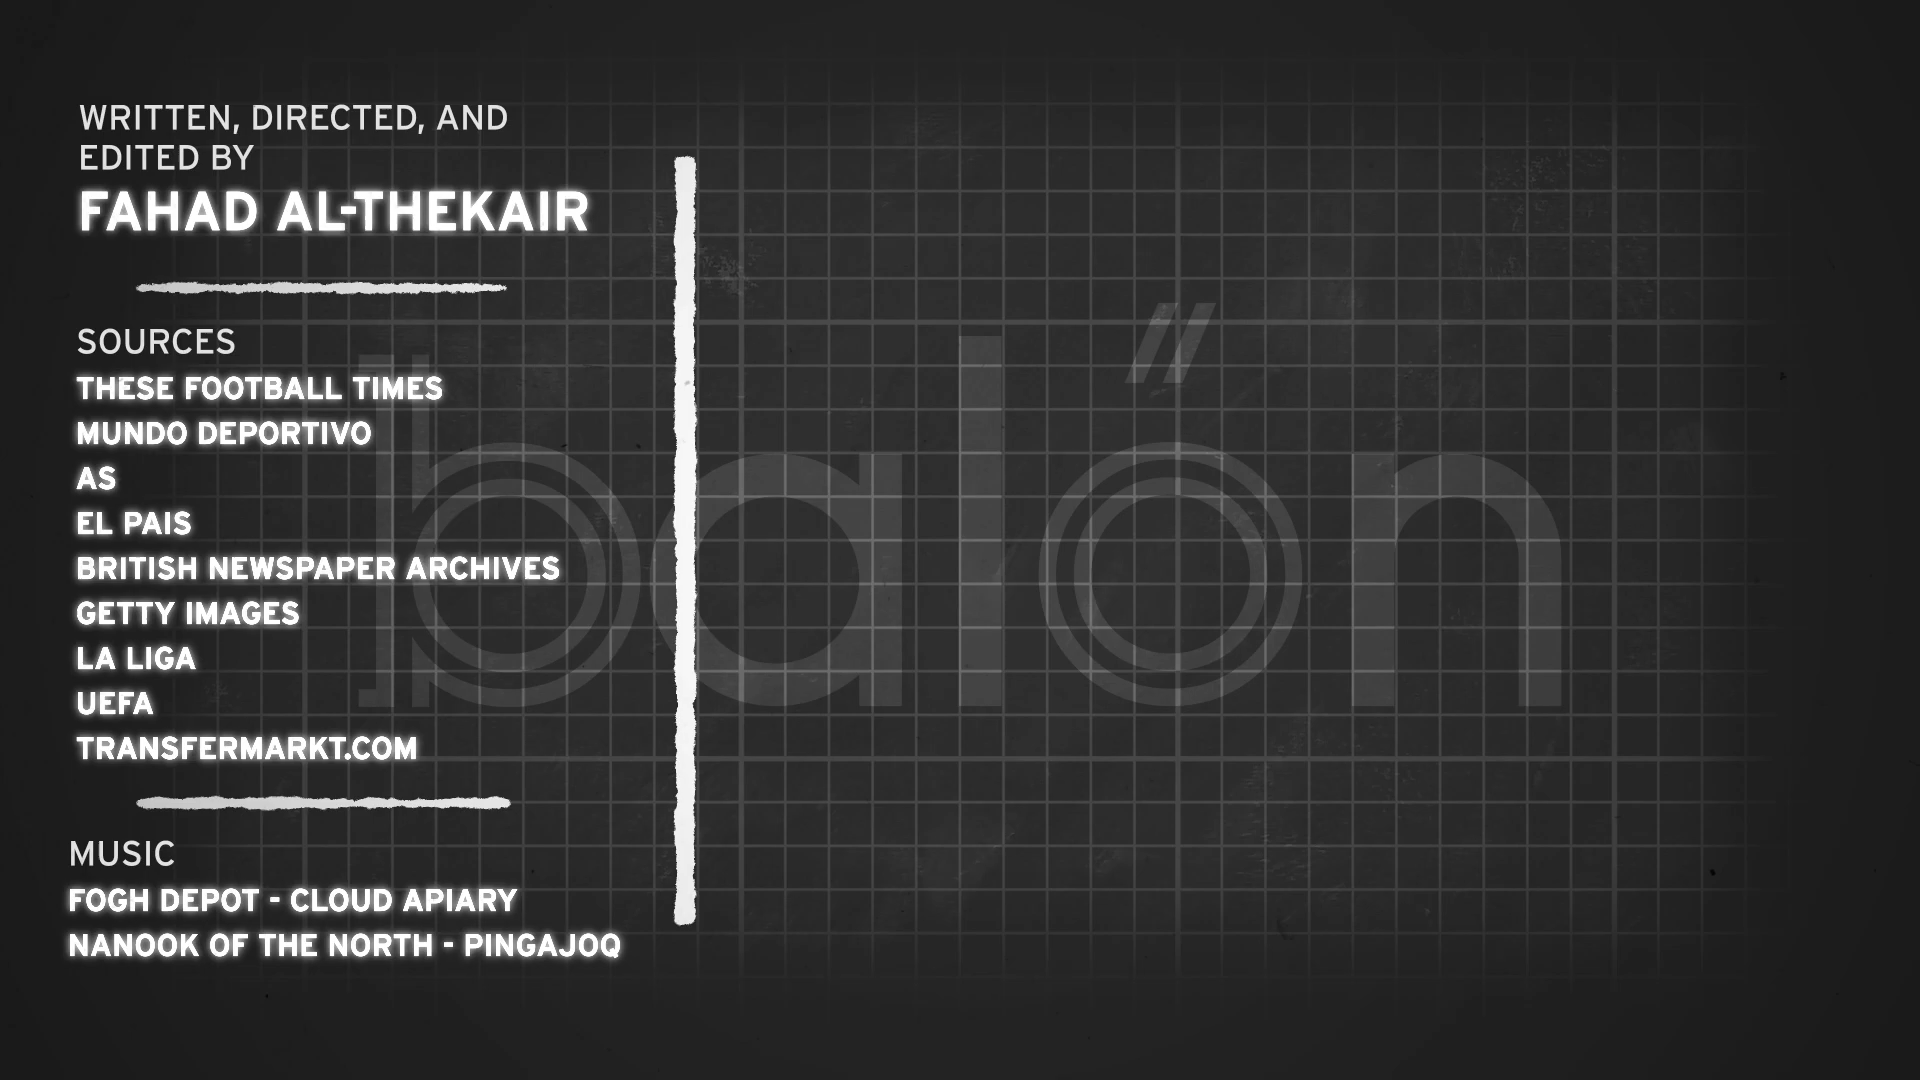 WRITTEN, DIRECTED, AND
EDITED BY
FAHAD AL-THEKAIR
SOURCES
THESE FOOTBALL TIMES
MUNDO DEPORTIVO
AS
EL PAIS
BRITISH NEWSPAPER ARCHIVES
GETTY IMAGES
LA LIGA
UEFA
TRANSFERMARKT.COM
MUSIC
FOGH DEPOT - CLOUD APIARY
NANOOK OF THE NORTH - PINGAJOQ
balőn